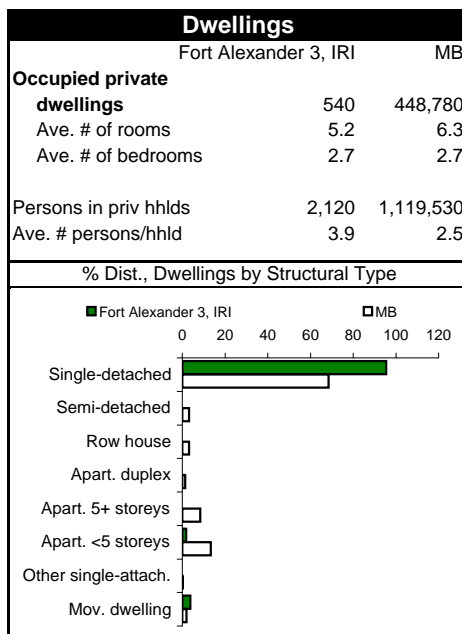 Dwellings
Fort Alexander 3, IRI MB
Occupied private
dwellings 540 448,780
Ave. # of rooms 5.2 6.3
Ave. # of bedrooms 2.7 2.7
Persons in priv hhlds 2,120 1,119,530
Ave. # persons/hhld 3.9 2.5
% Dist., Dwellings by Structural Type
Fort Alexander 3, IRI MB
0 20 40 60 80 100 120
Single-detached
Semi-detached
Row house
Apart. duplex
Apart. 5+ storeys
Apart. <5 storeys
Other single-attach.
Mov. dwelling